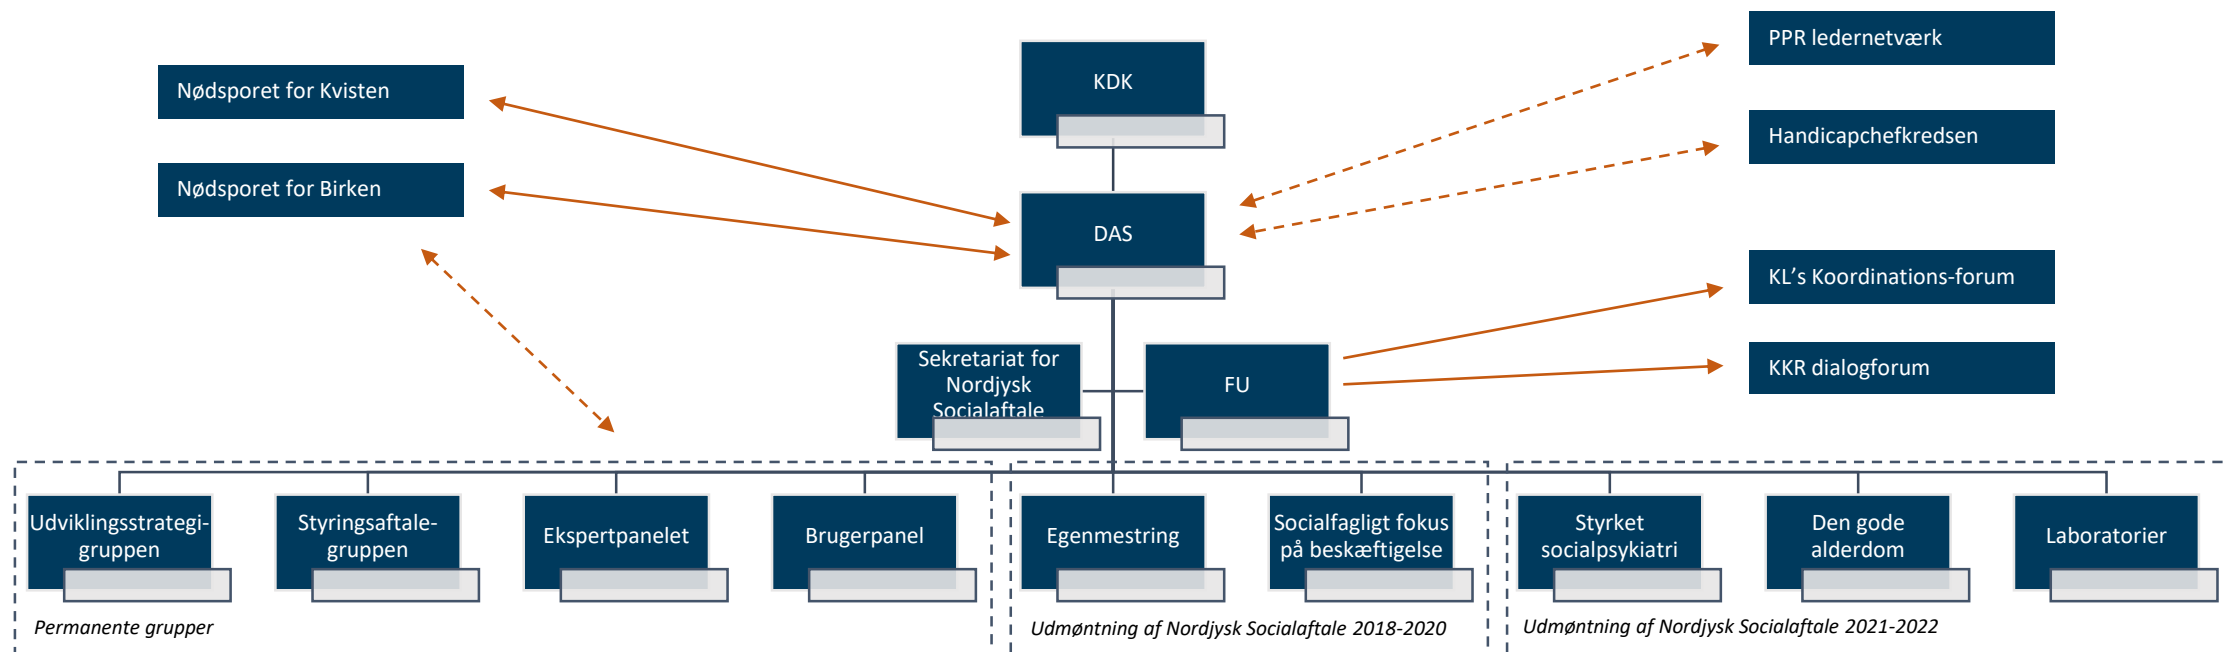 PPR ledernetværk
KDK
Nødsporet for Kvisten
Handicapchefkredsen
Nødsporet for Birken
DAS
KL's Koordinations-forum
Sekretariat for
Nordjysk
Socialaftale
FU
KKR dialogforum
Udviklingsstrategi-
gruppen
Styringsaftale-
gruppen
Ekspertpanelet
Brugerpanel
Egenmestring
Socialfagligt fokus
på beskæftigelse
Styrket
socialpsykiatri
Den gode
alderdom
Laboratorier
Permanente grupper
Udmøntning af Nordjysk Socialaftale 2018-2020
Udmøntning af Nordjysk Socialaftale 2021-2022